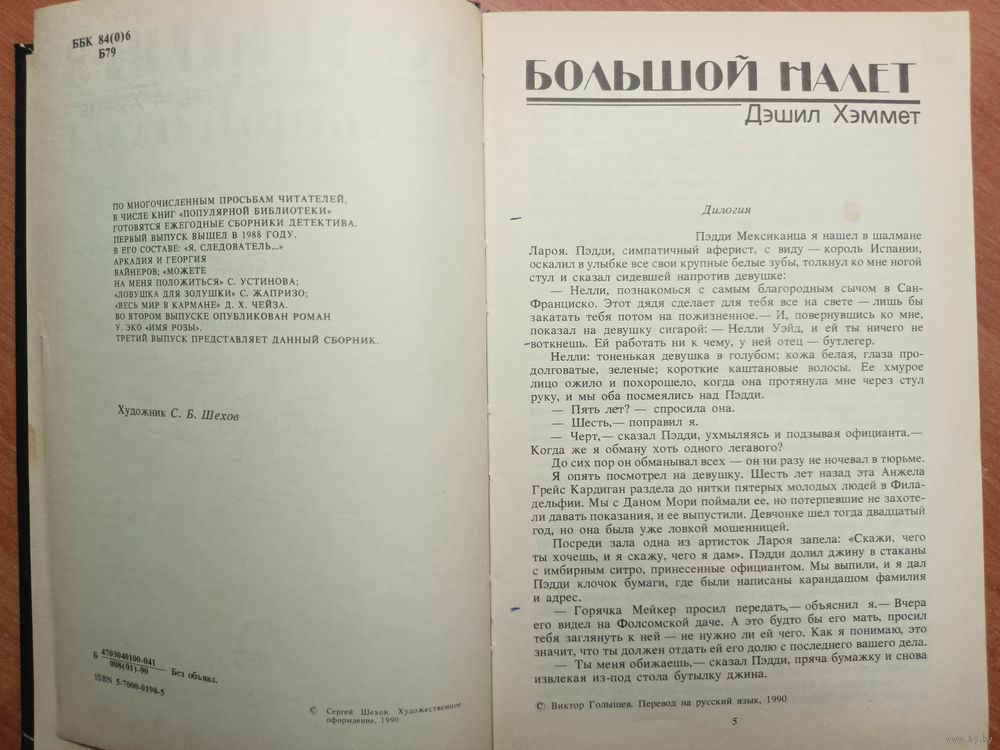 ББК 84(0)6
Б79
ПО МНОГОЧИСЛЕННЫМ ПРОСЬБАМ ЧИТАТЕЛЕЙ,
В ЧИСЛЕ КНИГ «ПОПУЛЯРНОЙ БИБЛИОТЕКИ»
ГОТОВЯТСЯ ЕЖЕГОДНЫЕ СБОРНИКИ ДЕТЕКТИВА.
ПЕРВЫЙ ВЫПУСК ВЫШЕЛ В 1988 ГОДУ,
В ЕГО СОСТАВЕ: «Я, СЛЕДОВАТЕЛЬ...»
АРКАДИЯ И ГЕОРГИЯ
ВАЙНЕРОВ; «МОЖЕТЕ
НА МЕНЯ ПОЛОЖИТЬСЯ» С. УСТИНОВА;
«ЛОВУШКА ДЛЯ ЗОЛУШКИ» С. ЖАПРИЗО;
«ВЕСЬ МИР В КАРМАНЕ» Д. Х. ЧЕЙЗА.
ВО ВТОРОМ ВЫПУСКЕ ОПУБЛИКОВАН РОМАН
У. ЭКО «ИМЯ РОЗЫ».
ТРЕТИЙ ВЫПУСК ПРЕДСТАВЛЯЕТ ДАННЫЙ СБОРНИК.
Художник С. Б. Шехов
Б 4703040100-041
008(01)-90 Без объявл.
ISBN 5-7000-0198-5
© Сергей Шехов. Художественное
оформление, 1990
БОЛЬШОЙ НАЛЕТ
Дэшил Хэммет
Дилогия
Пэдди Мексиканца я нашел в шалмане
Лароя. Пэдди, симпатичный аферист, с виду — король Испании,
оскалил в улыбке все свои крупные белые зубы, толкнул ко мне ногой
стул и сказал сидевшей напротив девушке:
— Нелли, познакомься с самым благородным сычом в Сан-
Франциско. Этот дядя сделает для тебя все на свете — лишь бы
закатать тебя потом на пожизненное.— И, повернувшись ко мне,
показал на девушку сигарой: — Нелли Уэйд, и ей ты ничего не
воткнешь. Ей работать ни к чему, у ней отец — бутлегер.
Нелли: тоненькая девушка в голубом; кожа белая, глаза про-
долговатые, зеленые; короткие каштановые волосы. Ее хмурое
лицо ожило и похорошело, когда она протянула мне через стул
руку, и мы оба посмеялись над Пэдди.
— Пять лет? — спросила она.
— Шесть,— поправил я.
— Черт,— сказал Пэдди, ухмыляясь и подзывая официанта.—
Когда же я обману хоть одного легавого?
До сих пор он обманывал всех — он ни разу не ночевал в тюрьме.
Я опять посмотрел на девушку. Шесть лет назад эта Анжела
Грейс Кардиган раздела до нитки пятерых молодых людей в Фила-
дельфии. Мы с Даном Мори поймали ее, но потерпевшие не захоте-
ли давать показания, и ее выпустили. Девчонке шел тогда двадцатый
год, но она была уже ловкой мошенницей.
Посреди зала одна из артисток Лароя запела: «Скажи, чего
ты хочешь, и я скажу, чего я дам». Пэдди долил джину в стаканы
с имбирным ситро, принесенные официантом. Мы выпили, и я дал
Пэдди клочок бумаги, где были написаны карандашом фамилия
и адрес.
— Горячка Мейкер просил передать,— объяснил я.— Вчера
его видел на Фолсомской даче. А это будто бы его мать, просил
тебя заглянуть к ней — не нужно ли ей чего. Как я понимаю, это
значит, что ты должен отдать ей его долю с последнего вашего дела.
— Ты меня обижаешь,— сказал Пэдди, пряча бумажку и снова
извлекая из-под стола бутылку джина.
© Виктор Голышев. Перевод на русский язык, 1990
5
www.ay.by